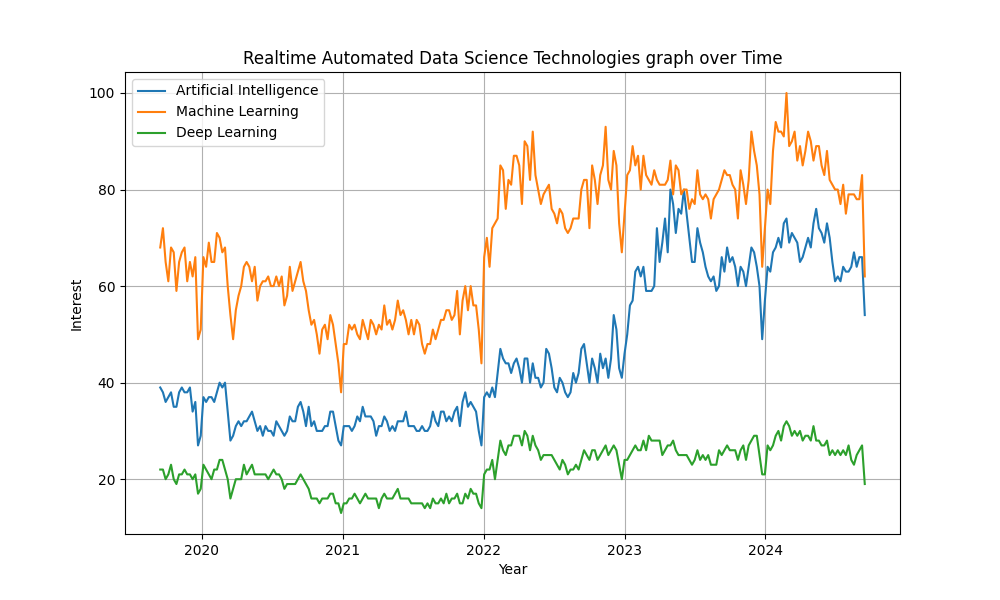 Realtime Automated Data Science Technologies graph over Time
Artificial Intelligence
Machine Learning
Deep Learning
100
80
60
40
20
Interest
2020 2021 2022 2023 2024
Year